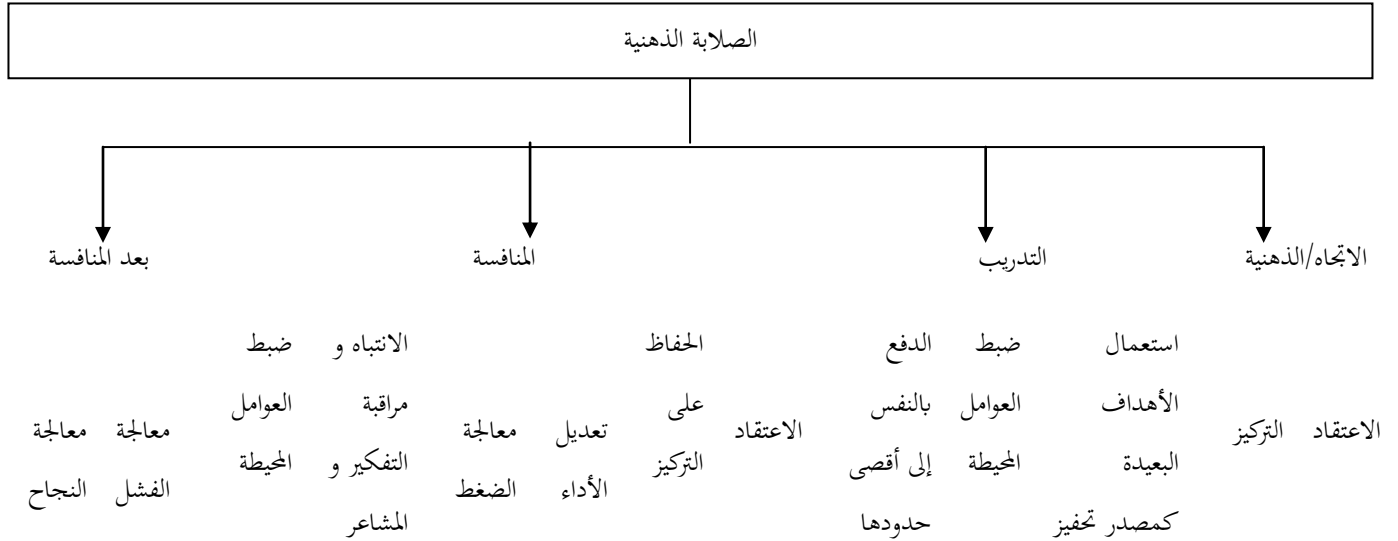 الصلابة الذهنية
الاتجاه/الذهنية
التدريب
المنافسة
بعد المنافسة
الاعتقاد
التركيز
استعمال
الأهداف
البعيدة
كمصدر تحفيز
ضبط
العوامل
المحيطة
الدفع
بالنفس
إلى أقصى
حدودها
الاعتقاد
الحفاظ
على
التركيز
تعديل
الأداء
معالجة
الضغط
الانتباه و
مراقبة
التفكير و
المشاعر
ضبط
العوامل
المحيطة
معالجة
الفشل
معالجة
النجاح